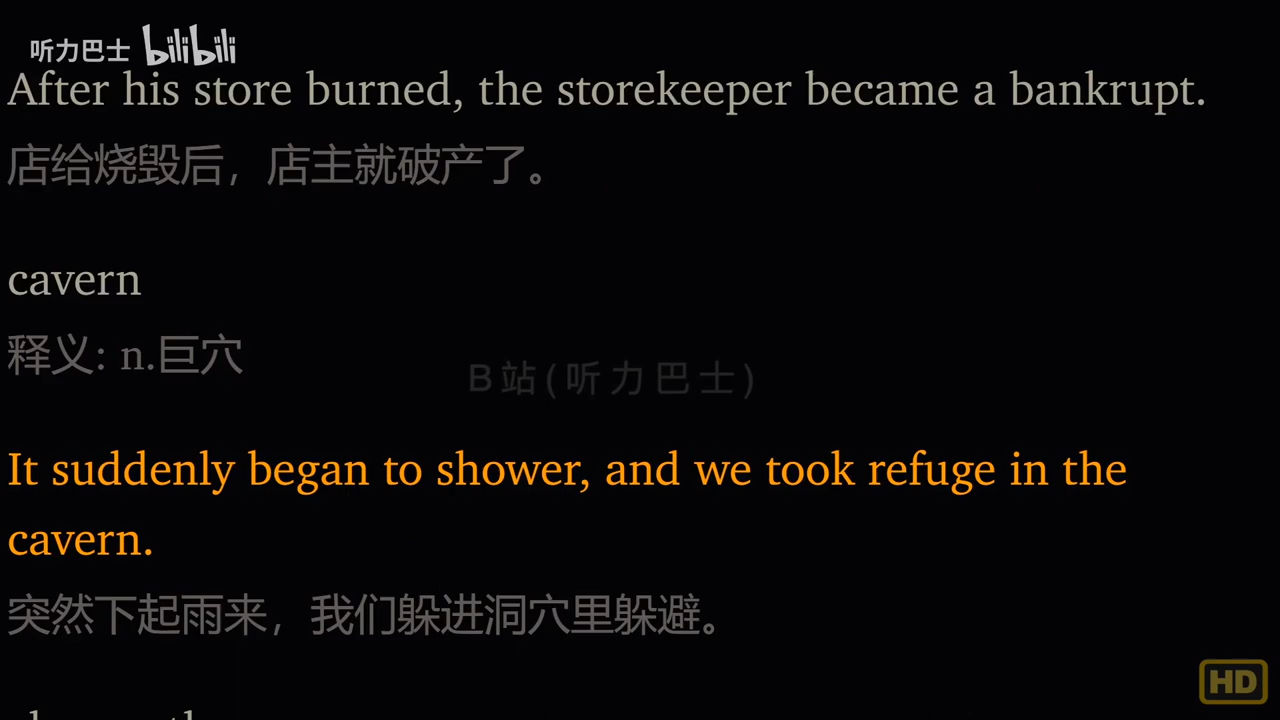 听力巴士 bilibili
After his store burned, the storekeeper became a bankrupt.
店给烧毁后，店主就破产了。
cavern
释义: n.巨穴
B站(听力巴士)
It suddenly began to shower, and we took refuge in the
cavern.
突然下起雨来，我们躲进洞穴里躲避。
HD